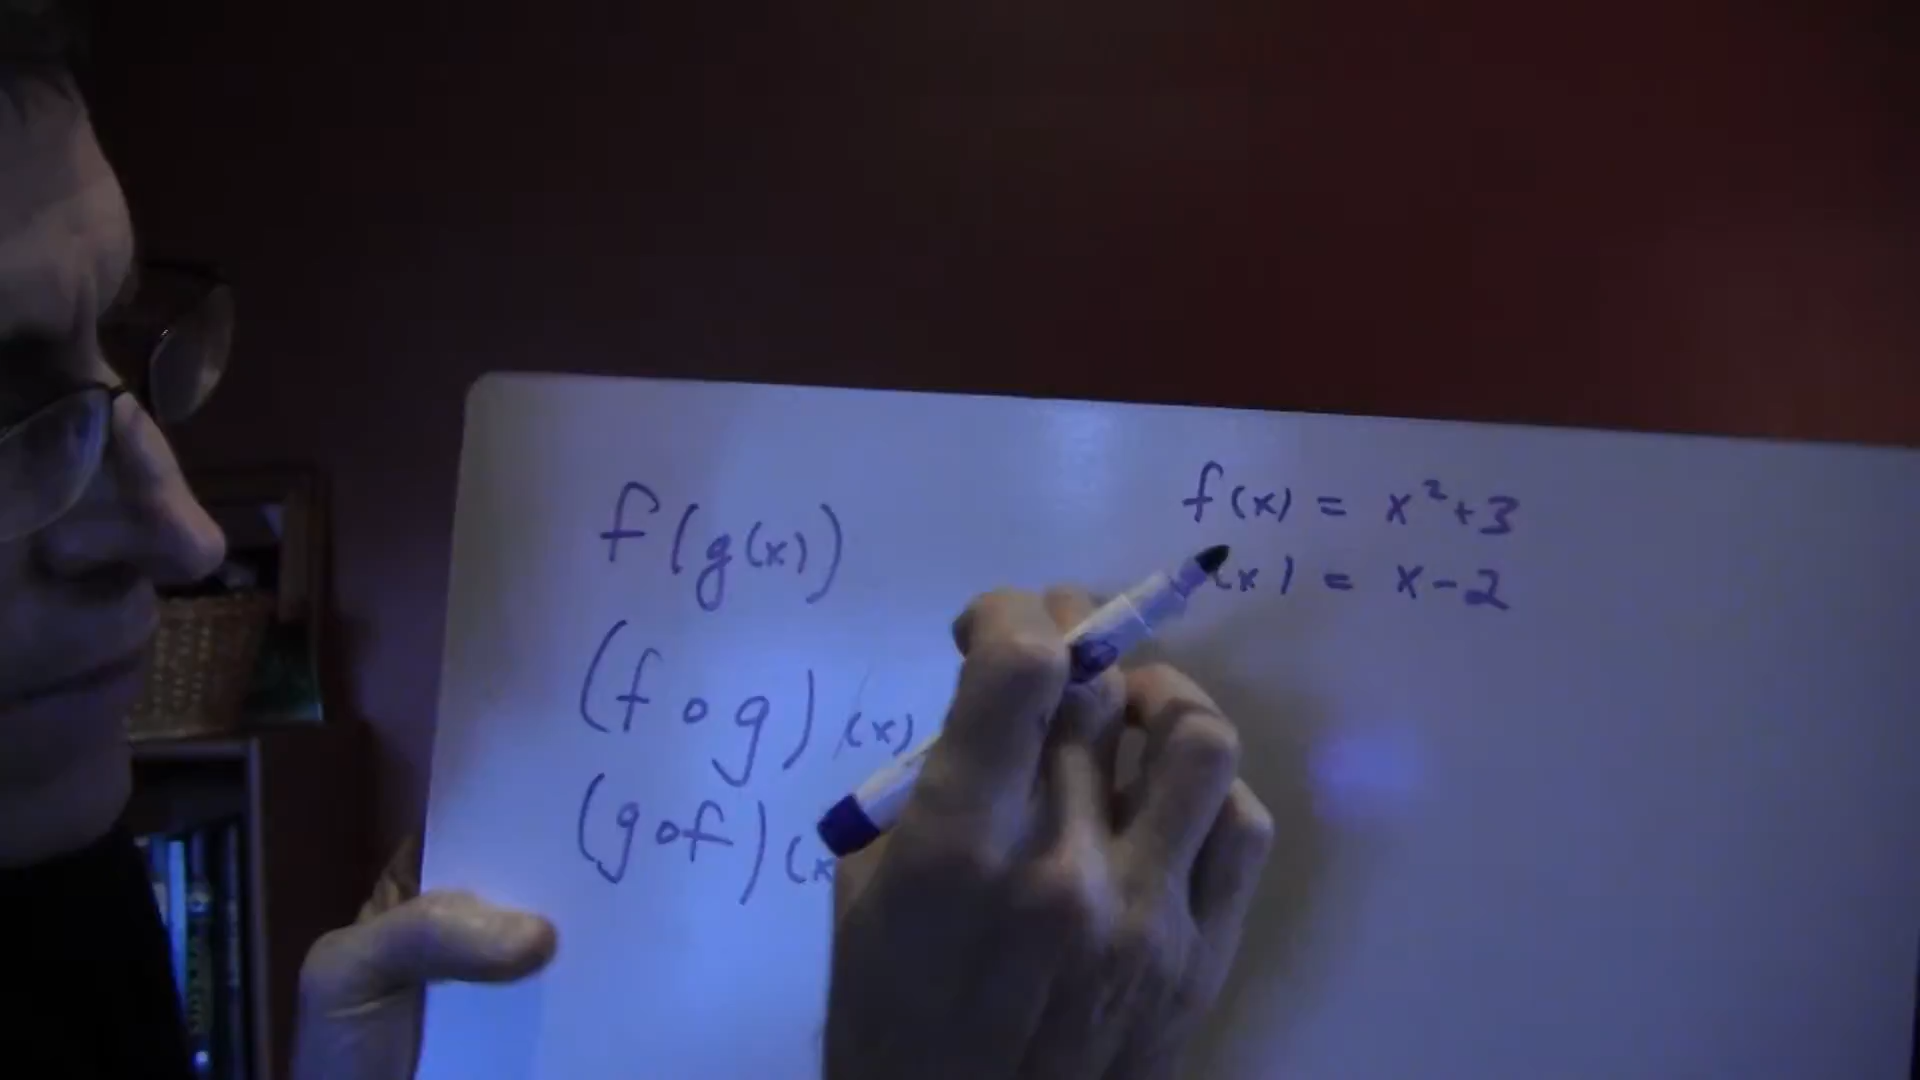 f(g(x))
(f∘g)(x)
(g∘f)(x
f(x) = x²+3
(x) = x-2